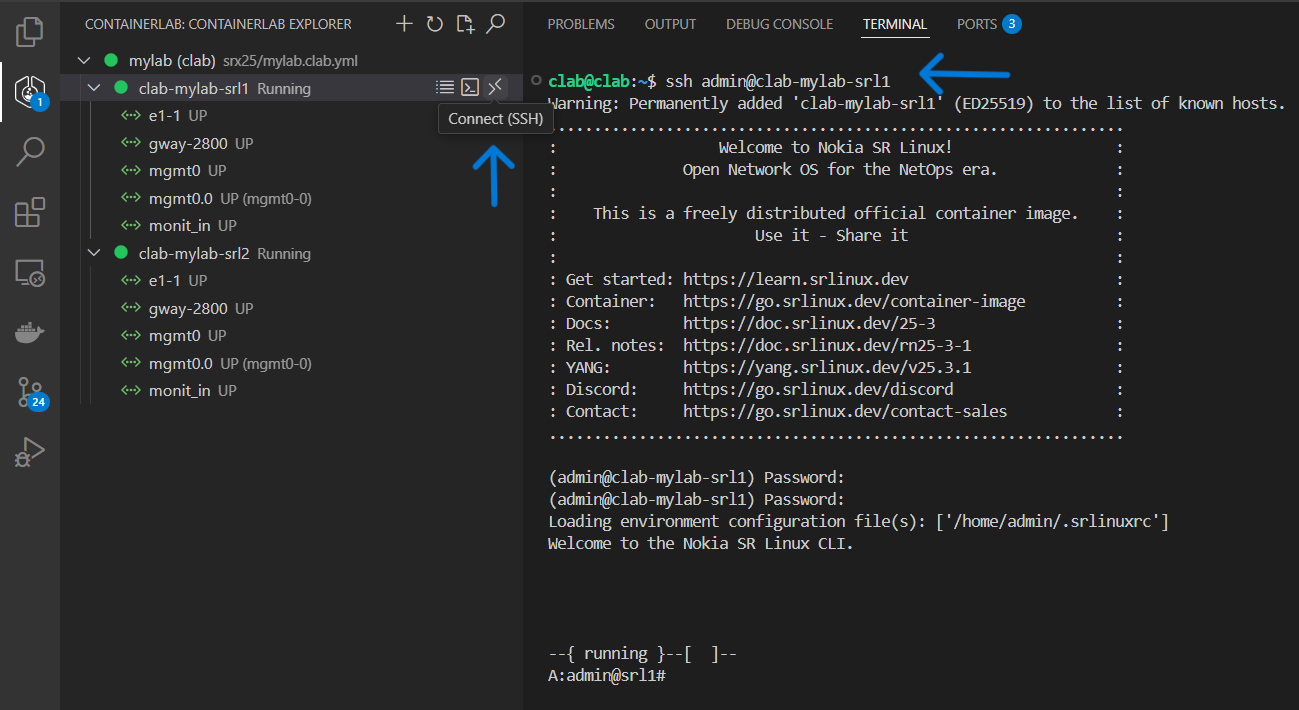 CONTAINERLAB: CONTAINERLAB EXPLORER
mylab (clab) srx25/mylab.clab.yml
clab-mylab-srl1 Running
Connect (SSH)
e1-1 UP
gway-2800 UP
mgmt0 UP
mgmt0.0 UP (mgmt0-0)
monit_in UP
clab-mylab-srl2 Running
e1-1 UP
gway-2800 UP
mgmt0 UP
mgmt0.0 UP (mgmt0-0)
monit_in UP
1
24
PROBLEMS OUTPUT DEBUG CONSOLE TERMINAL PORTS 3
clab@clab:~$ ssh admin@clab-mylab-srl1
Warning: Permanently added 'clab-mylab-srl1' (ED25519) to the list of known hosts.
................................................................
: Welcome to Nokia SR Linux! :
: Open Network OS for the NetOps era. :
: :
: This is a freely distributed official container image. :
: Use it - Share it :
: :
: Get started: https://learn.srlinux.dev :
: Container: https://go.srlinux.dev/container-image :
: Docs: https://doc.srlinux.dev/25-3 :
: Rel. notes: https://doc.srlinux.dev/rn25-3-1 :
: YANG: https://yang.srlinux.dev/v25.3.1 :
: Discord: https://go.srlinux.dev/discord :
: Contact: https://go.srlinux.dev/contact-sales :
................................................................
(admin@clab-mylab-srl1) Password:
(admin@clab-mylab-srl1) Password:
Loading environment configuration file(s): ['/home/admin/.srlinuxrc']
Welcome to the Nokia SR Linux CLI.
--{ running }--[ ]--
A:admin@srl1#